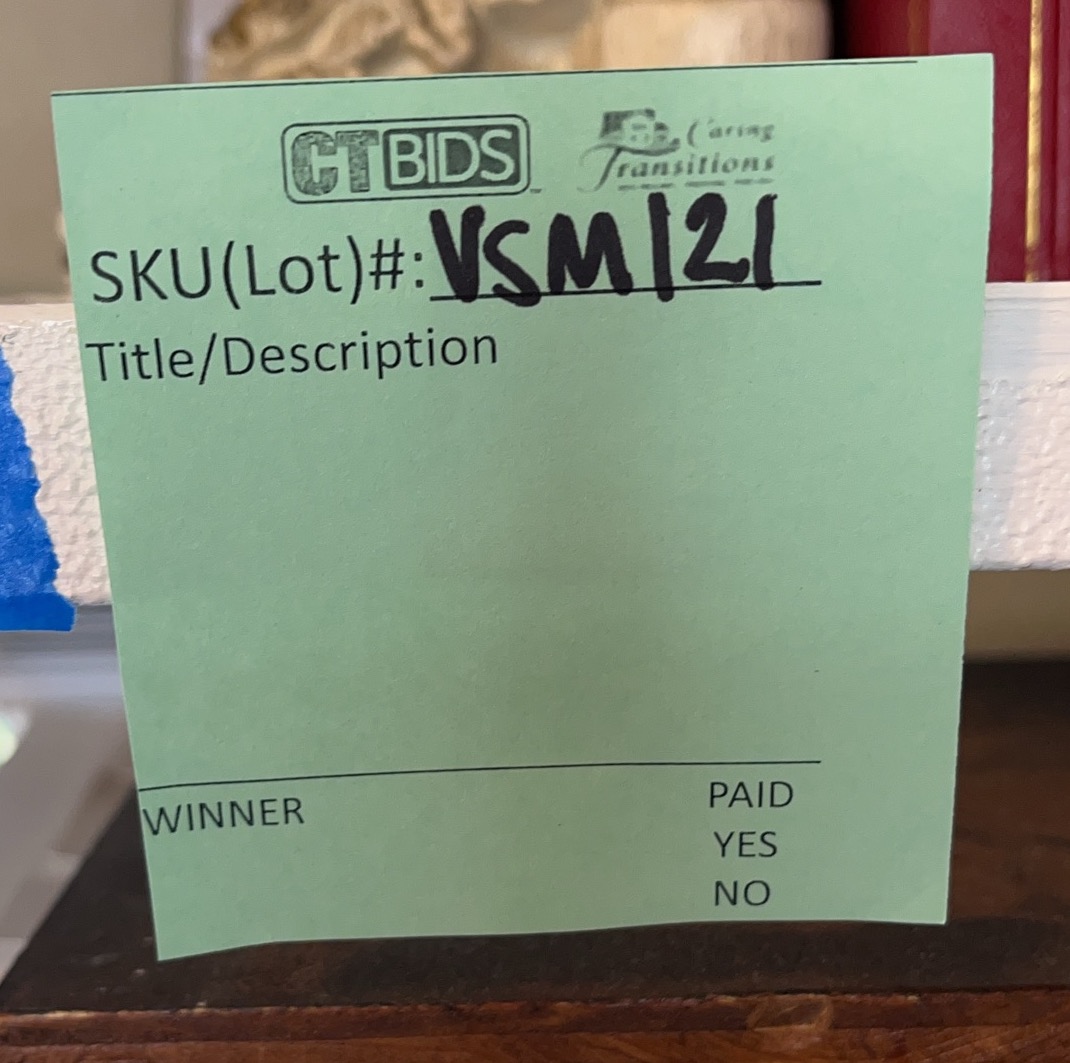 CTBIDS
Caring
Transitions
SKU(Lot)#: VSM121
Title/Description
WINNER
PAID
YES
NO